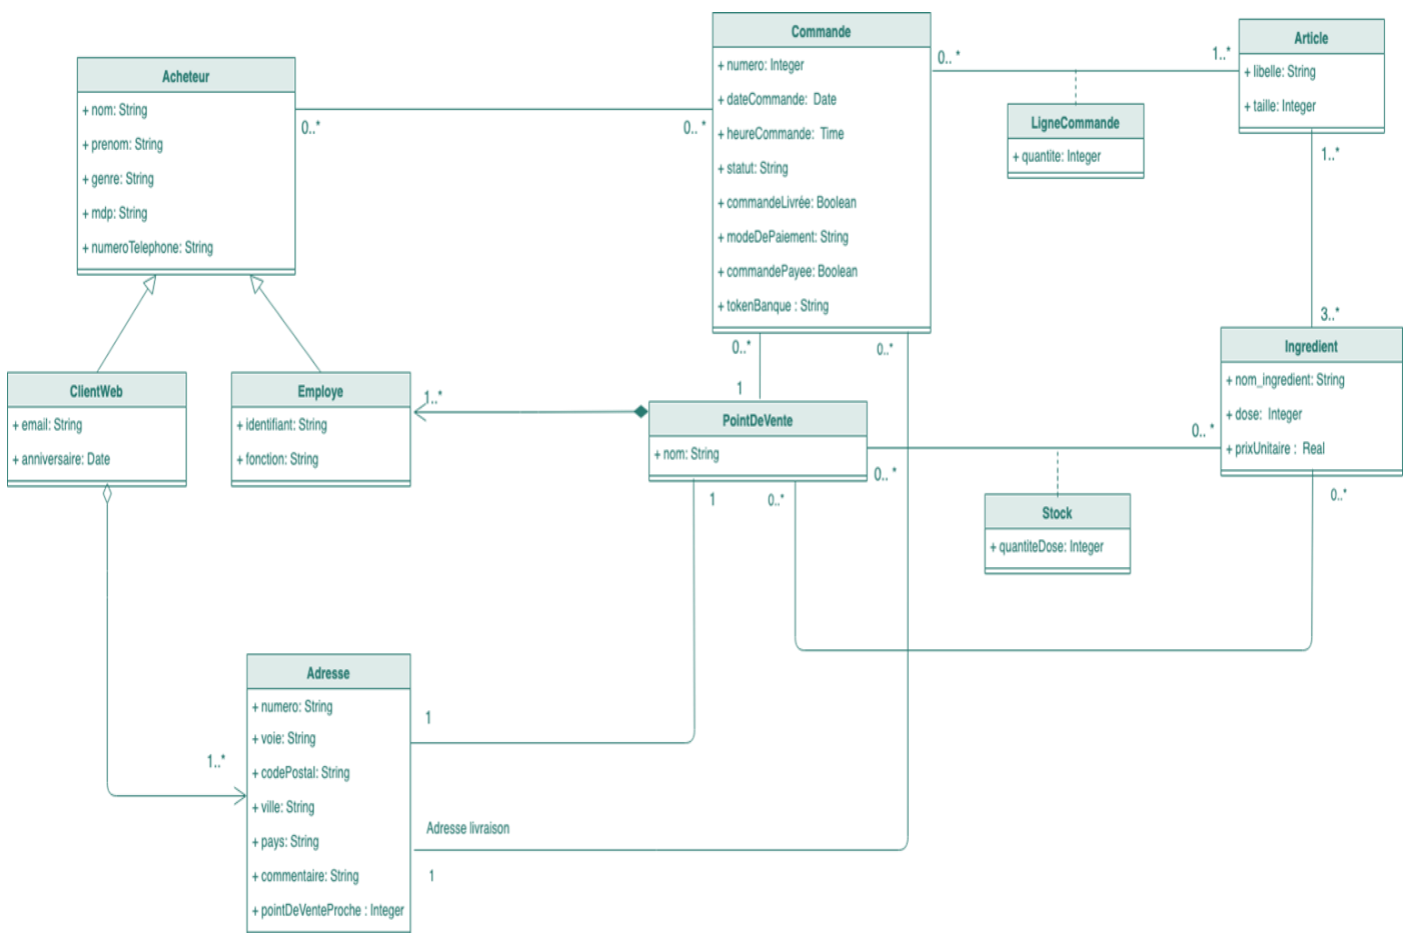 Acheteur
+ nom: String
+ prenom: String
+ genre: String
+ mdp: String
+ numeroTelephone: String
0..*
0.. *
Commande
+ numero: Integer
+ dateCommande:  Date
+ heureCommande:  Time
+ statut: String
+ commandeLivrée: Boolean
+ modeDePaiement: String
+ commandePayee: Boolean
+ tokenBanque : String
0.. *
1..*
LigneCommande
+ quantite: Integer
Article
+ libelle: String
+ taille: Integer
1..*
3..*
0..*
0..*
1
ClientWeb
+ email: String
+ anniversaire: Date
Employe
+ identifiant: String
+ fonction: String
1..*
PointDeVente
+ nom: String
0.. *
0..*
Ingredient
+ nom_ingredient: String
+ dose:  Integer
+ prixUnitaire :  Real
1
0..*
0..*
Stock
+ quantiteDose: Integer
Adresse
+ numero: String
+ voie: String
+ codePostal: String
+ ville: String
+ pays: String
+ commentaire: String
+ pointDeVenteProche : Integer
1..*
1
Adresse livraison
1